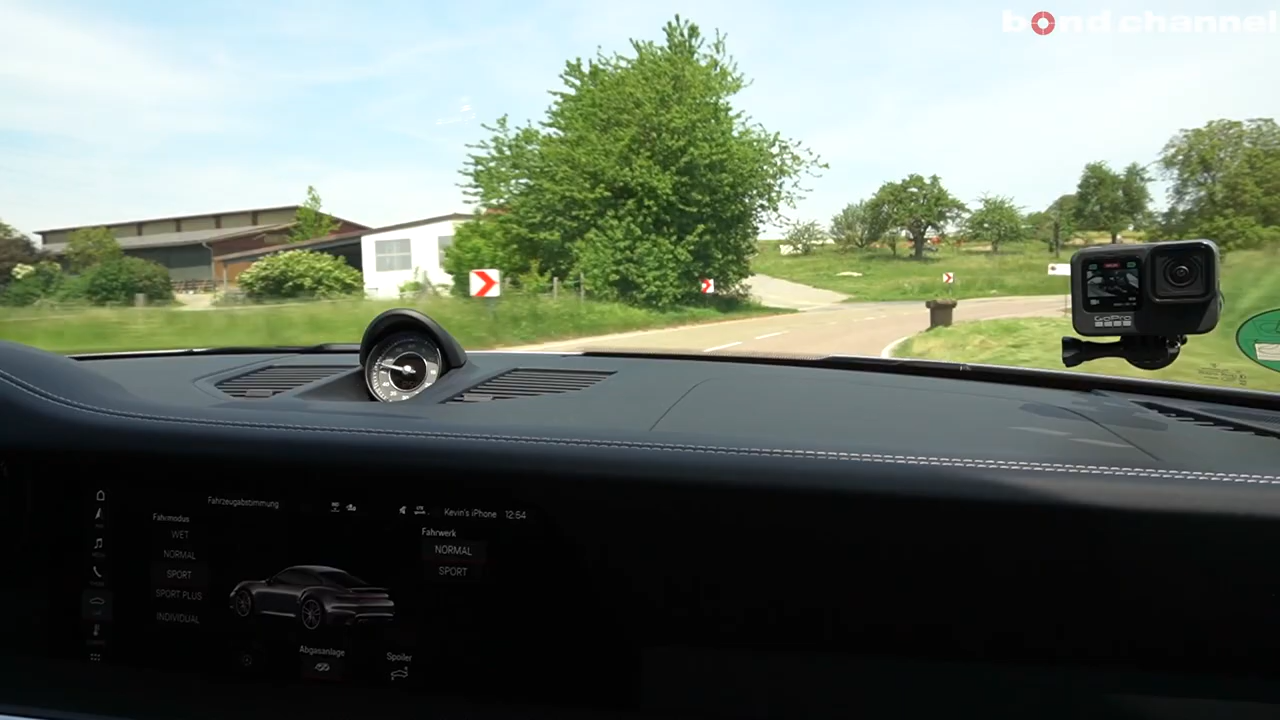 bond channel
GoPro
Fahrzeugabstimmung
Kevin's iPhone 12:54
Fahrmodus
WET
NORMAL
SPORT
SPORT PLUS
INDIVIDUAL
Fahrwerk
NORMAL
SPORT
Abgasanlage
Spoiler